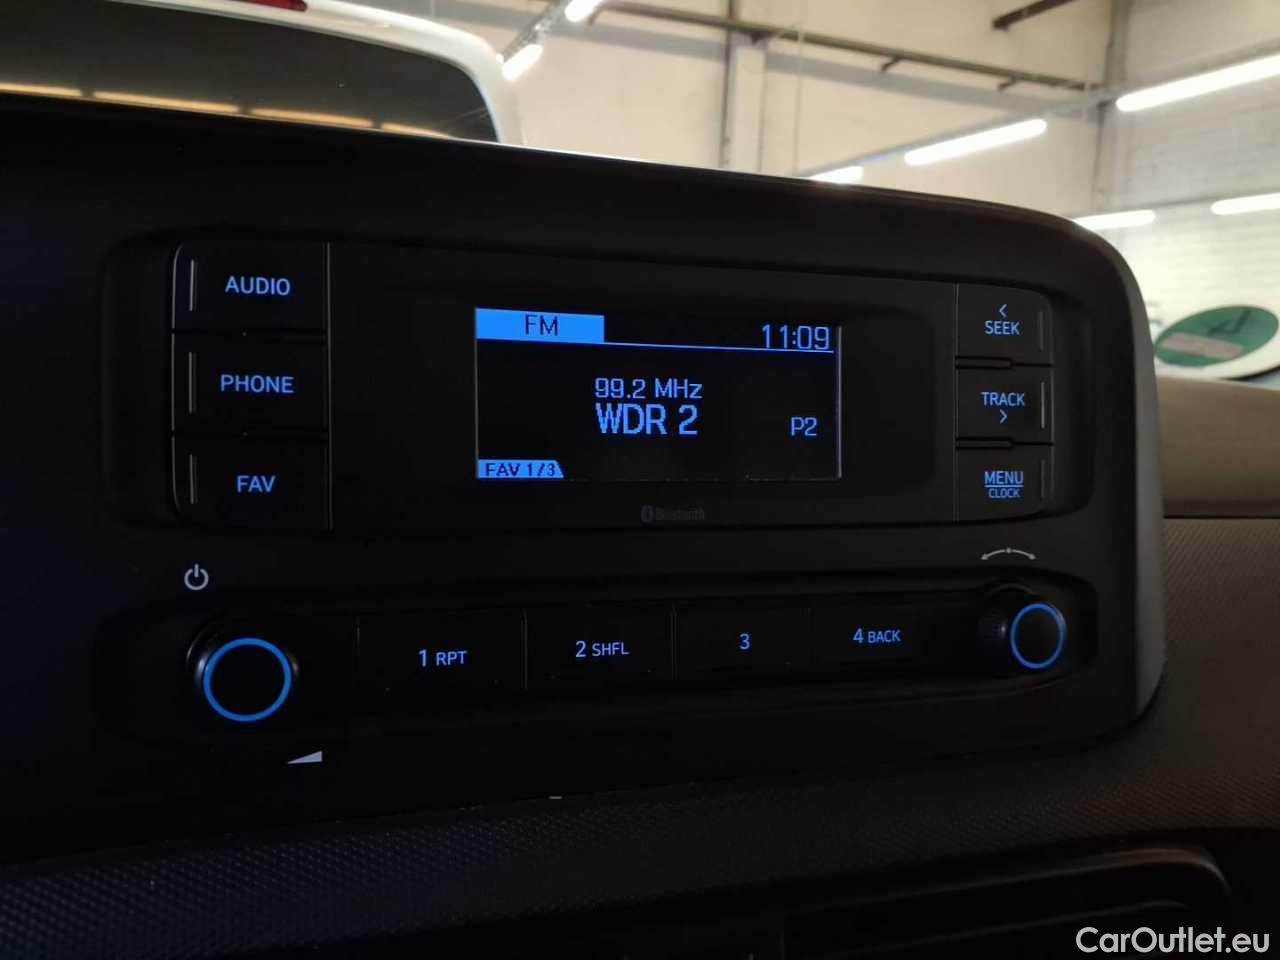 AUDIO
PHONE
FAV
FM
11:09
99.2 MHz
WDR 2
P2
FAV 1/3
Bluetooth
<
SEEK
TRACK
>
MENU
CLOCK
1 RPT
2 SHFL
3
4 BACK
CarOutlet.eu